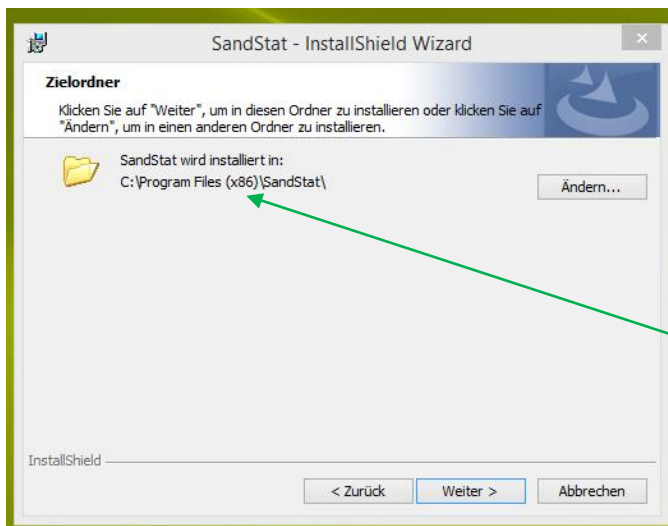 SandStat - InstallShield Wizard
Zielordner
Klicken Sie auf "Weiter", um in diesen Ordner zu installieren oder klicken Sie auf
"Ändern", um in einen anderen Ordner zu installieren.
SandStat wird installiert in:
C:\Program Files (x86)\SandStat\
Ändern...
InstallShield
< Zurück
Weiter >
Abbrechen